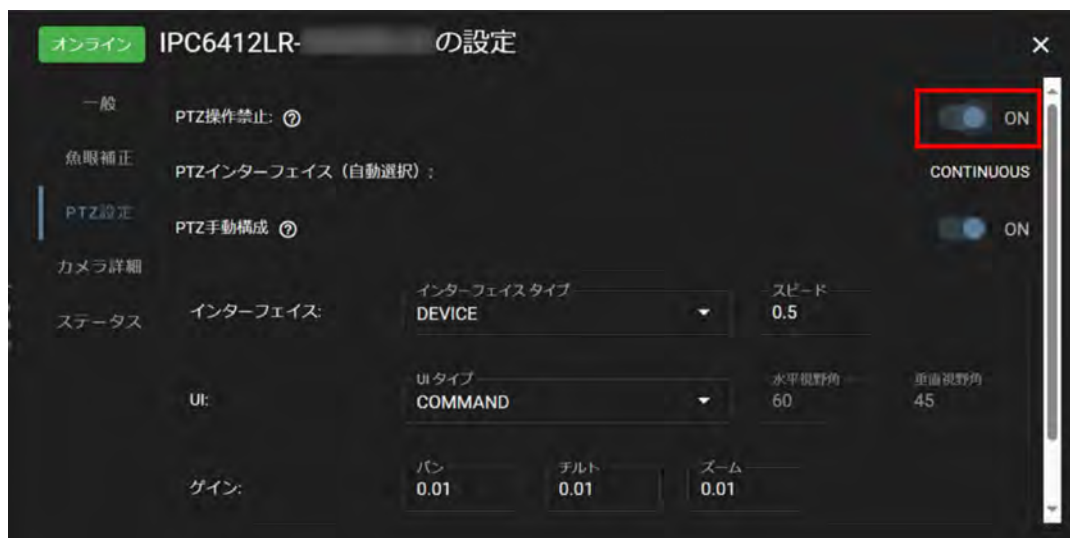 オンライン IPC6412LR- の設定 ×
一般
PTZ操作禁止: ? ON
魚眼補正
PTZインターフェイス（自動選択）: CONTINUOUS
PTZ設定
PTZ手動構成 ? ON
カメラ詳細
ステータス
インターフェイス:
インターフェイス タイプ
DEVICE
スピード
0.5
UI:
UI タイプ
COMMAND
水平視野角
60
垂直視野角
45
ゲイン:
パン
0.01
チルト
0.01
ズーム
0.01